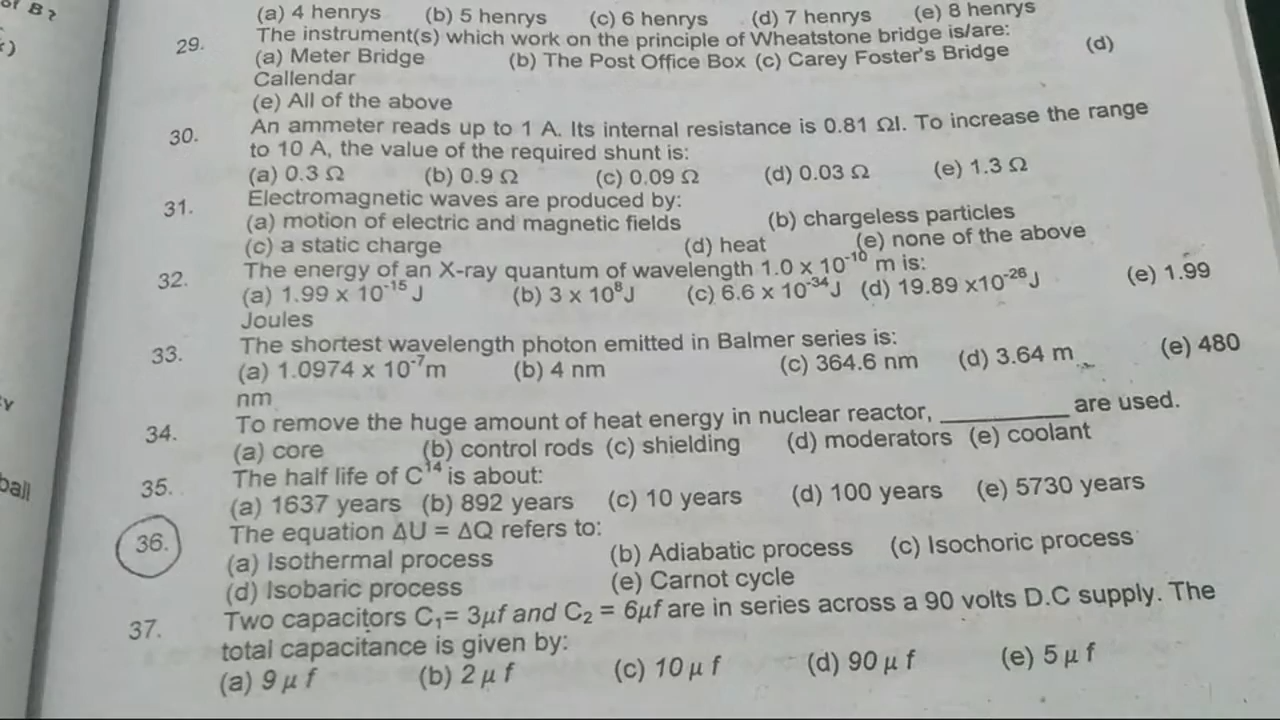 of B?
(a) 4 henrys (b) 5 henrys (c) 6 henrys (d) 7 henrys (e) 8 henrys
29. The instrument(s) which work on the principle of Wheatstone bridge is/are:
(a) Meter Bridge (b) The Post Office Box (c) Carey Foster's Bridge (d)
Callendar
(e) All of the above
30. An ammeter reads up to 1 A. Its internal resistance is 0.81 ΩI. To increase the range
to 10 A, the value of the required shunt is:
(a) 0.3 Ω (b) 0.9 Ω (c) 0.09 Ω (d) 0.03 Ω (e) 1.3 Ω
31. Electromagnetic waves are produced by:
(a) motion of electric and magnetic fields (b) chargeless particles
(c) a static charge (d) heat (e) none of the above
32. The energy of an X-ray quantum of wavelength 1.0 x 10⁻¹⁰ m is:
(a) 1.99 x 10⁻¹⁵ J (b) 3 x 10⁸J (c) 6.6 x 10⁻³⁴J (d) 19.89 x10⁻²⁶J (e) 1.99
Joules
33. The shortest wavelength photon emitted in Balmer series is:
(a) 1.0974 x 10⁻⁷m (b) 4 nm (c) 364.6 nm (d) 3.64 m (e) 480
nm
34. To remove the huge amount of heat energy in nuclear reactor, __________ are used.
(a) core (b) control rods (c) shielding (d) moderators (e) coolant
35. The half life of C¹⁴ is about:
(a) 1637 years (b) 892 years (c) 10 years (d) 100 years (e) 5730 years
36. The equation ΔU = ΔQ refers to:
(a) Isothermal process (b) Adiabatic process (c) Isochoric process
(d) Isobaric process (e) Carnot cycle
37. Two capacitors C₁= 3μf and C₂ = 6μf are in series across a 90 volts D.C supply. The
total capacitance is given by:
(a) 9 μ f (b) 2 μ f (c) 10 μ f (d) 90 μ f (e) 5 μ f
ball